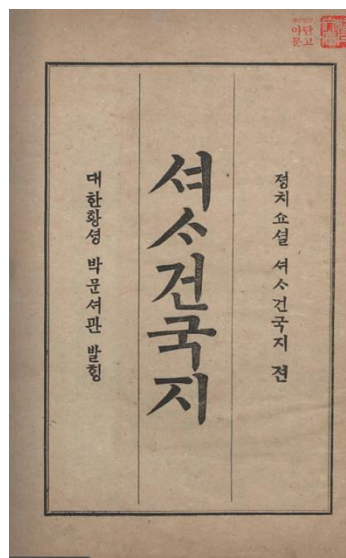 아단
문고
졍치쇼셜 셔ᄉᆞ건국지 젼
셔ᄉᆞ건국지
대한황셩 박문셔관 발ᄒᆡᆼ